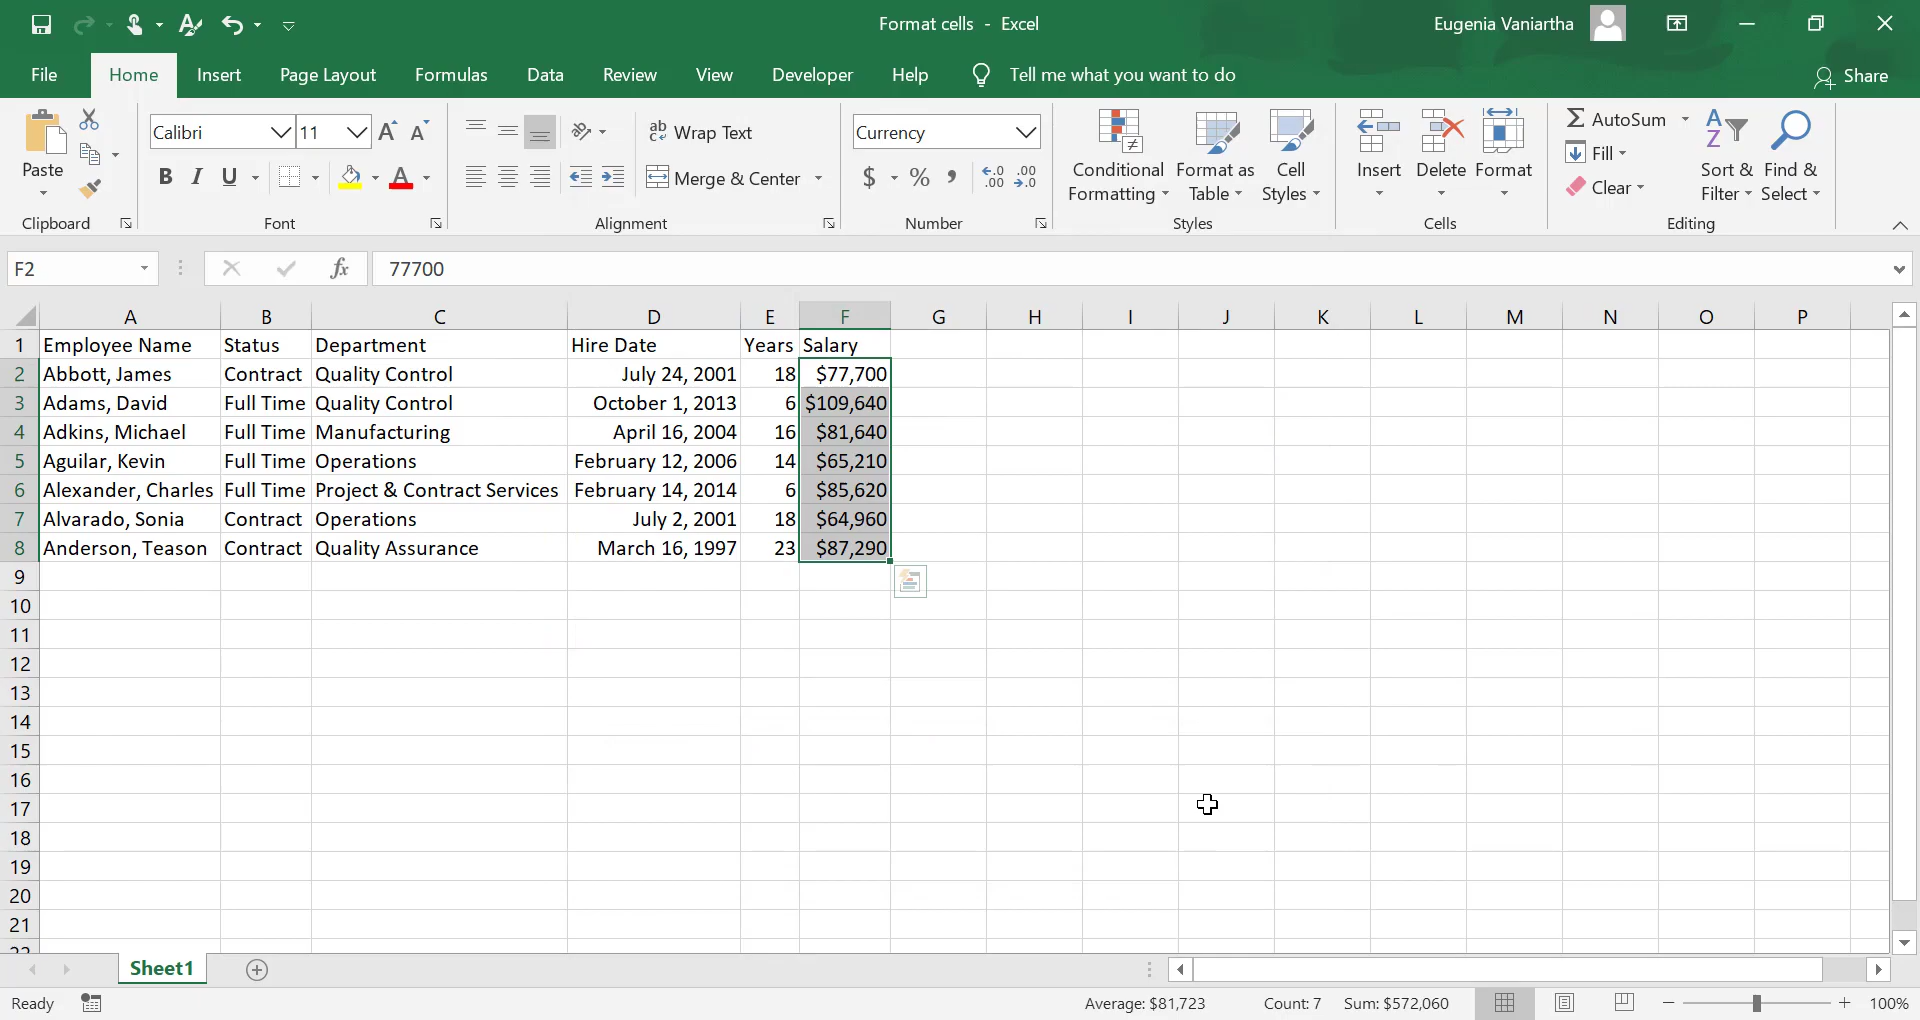 Format cells - Excel
Eugenia Vaniartha
File Home Insert Page Layout Formulas Data Review View Developer Help Tell me what you want to do Share
Paste
Clipboard
Calibri 11 A A
B I U A
Font
ab Wrap Text
Merge & Center
Alignment
Currency
$ % , .0 .00 .00 .0
Number
Conditional Formatting
Format as Table
Cell Styles
Styles
Insert Delete Format
Cells
AutoSum
Fill
Clear
Sort & Filter
Find & Select
Editing
F2 fx 77700
A B C D E F G H I J K L M N O P
1 Employee Name Status Department Hire Date Years Salary
2 Abbott, James Contract Quality Control July 24, 2001 18 $77,700
3 Adams, David Full Time Quality Control October 1, 2013 6 $109,640
4 Adkins, Michael Full Time Manufacturing April 16, 2004 16 $81,640
5 Aguilar, Kevin Full Time Operations February 12, 2006 14 $65,210
6 Alexander, Charles Full Time Project & Contract Services February 14, 2014 6 $85,620
7 Alvarado, Sonia Contract Operations July 2, 2001 18 $64,960
8 Anderson, Teason Contract Quality Assurance March 16, 1997 23 $87,290
9
10
11
12
13
14
15
16
17
18
19
20
21
22
Sheet1
Ready Average: $81,723 Count: 7 Sum: $572,060 100%